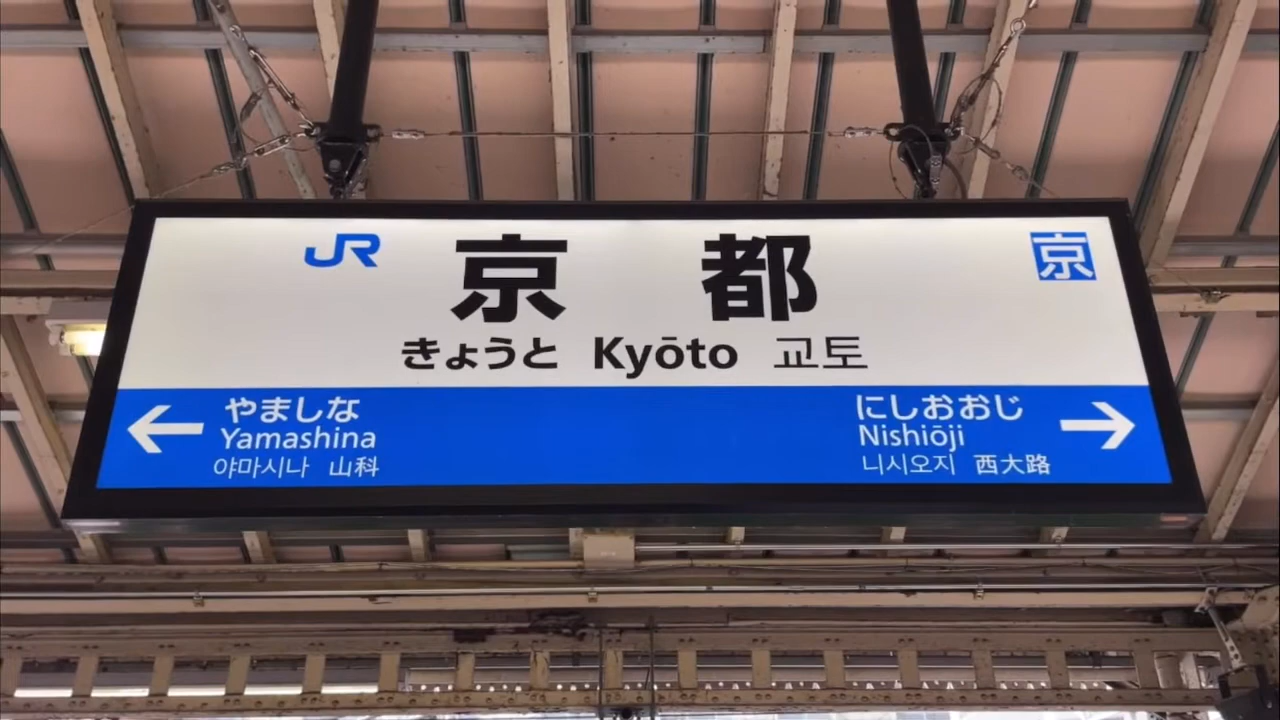 JR 京都 京
きょうと Kyōto 교토
← やましな
Yamashina
야마시나 山科
にしおおじ →
Nishiōji
니시오지 西大路